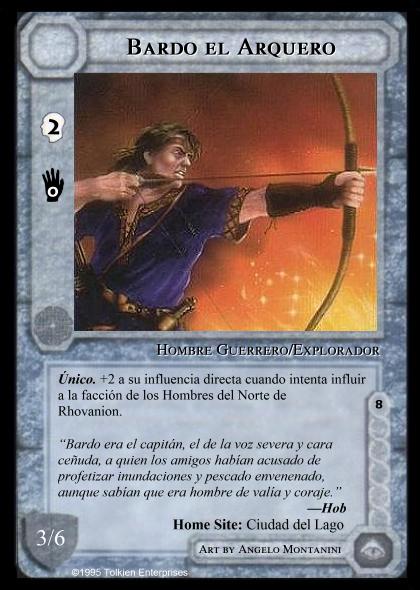 Bardo el Arquero
2
0
Hombre Guerrero/Explorador
Único. +2 a su influencia directa cuando intenta influir
a la facción de los Hombres del Norte de
Rhovanion.
8
“Bardo era el capitán, el de la voz severa y cara
ceñuda, a quien los amigos habían acusado de
profetizar inundaciones y pescado envenenado,
aunque sabían que era hombre de valía y coraje.”
—Hob
Home Site: Ciudad del Lago
3/6
Art by Angelo Montanini
©1995 Tolkien Enterprises